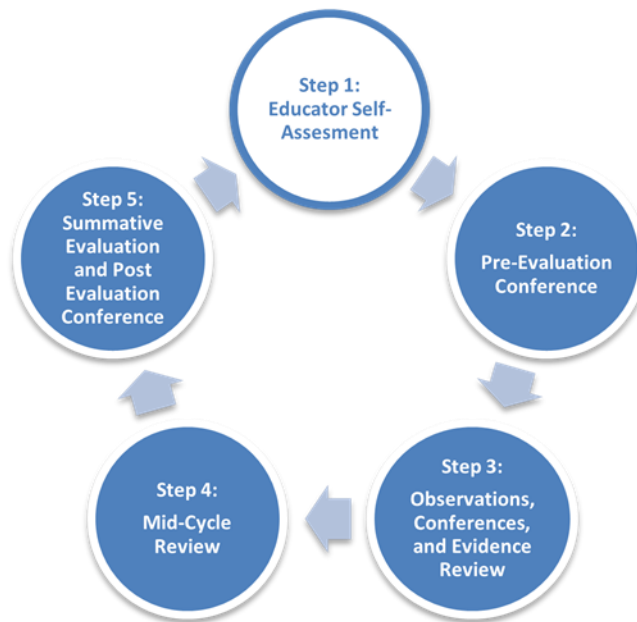 Step 1:
Educator Self-
Assesment
Step 2:
Pre-Evaluation
Conference
Step 3:
Observations,
Conferences,
and Evidence
Review
Step 4:
Mid-Cycle
Review
Step 5:
Summative
Evaluation
and Post
Evaluation
Conference